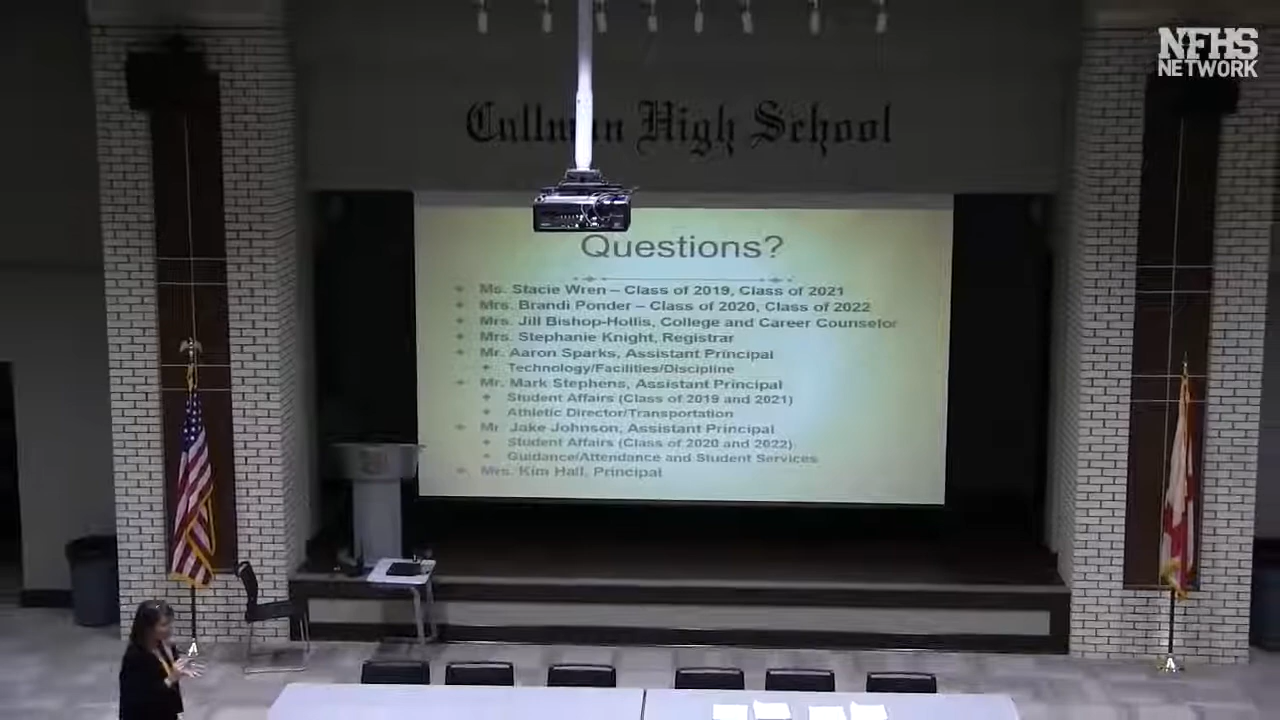 NFHS
NETWORK
Cullman High School
Questions?
Ms. Stacie Wren – Class of 2019, Class of 2021
Mrs. Brandi Ponder – Class of 2020, Class of 2022
Mrs. Jill Bishop-Hollis, College and Career Counselor
Mrs. Stephanie Knight, Registrar
Mr. Aaron Sparks, Assistant Principal
Technology/Facilities/Discipline
Mr. Mark Stephens, Assistant Principal
Student Affairs (Class of 2019 and 2021)
Athletic Director/Transportation
Mr. Jake Johnson, Assistant Principal
Student Affairs (Class of 2020 and 2022)
Guidance/Attendance and Student Services
Mrs. Kim Hall, Principal